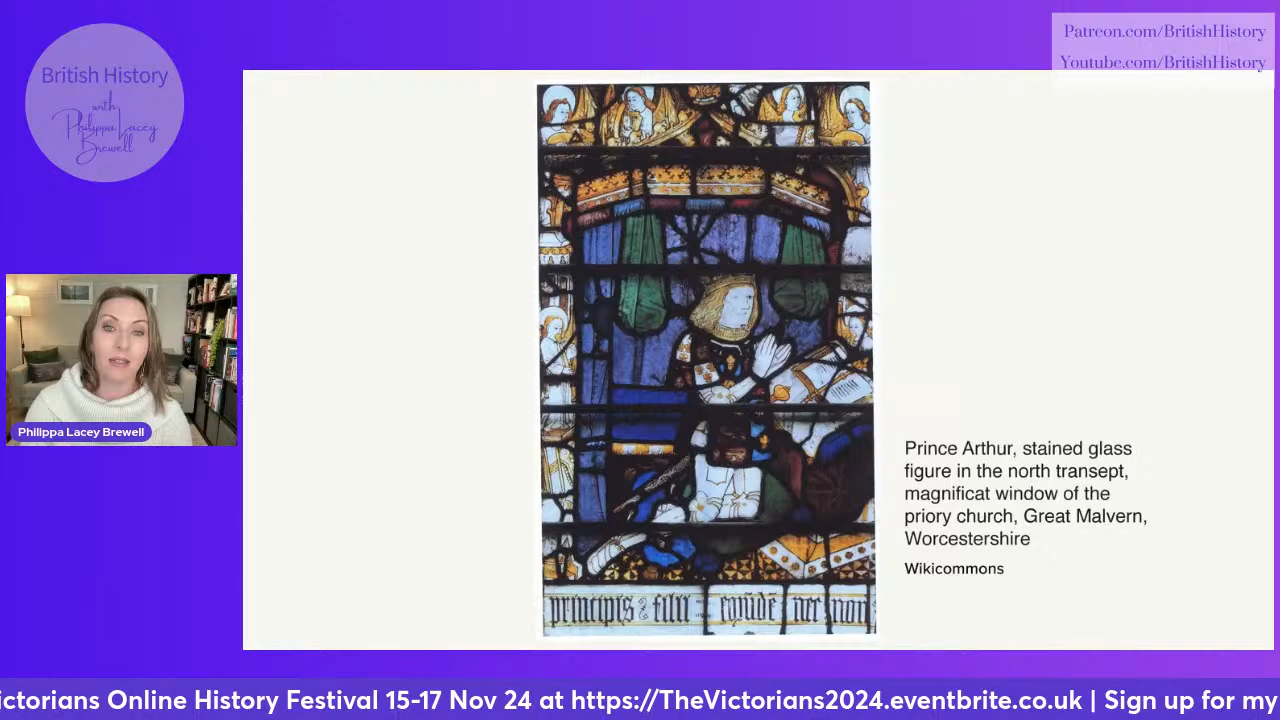 British History
with
Philippa Lacey
Brewell
Patreon.com/BritishHistory
Youtube.com/BritishHistory
Philippa Lacey Brewell
Prince Arthur, stained glass
figure in the north transept,
magnificat window of the
priory church, Great Malvern,
Worcestershire
Wikicommons
principis filii nec non
ictorians Online History Festival 15-17 Nov 24 at https://TheVictorians2024.eventbrite.co.uk | Sign up for my